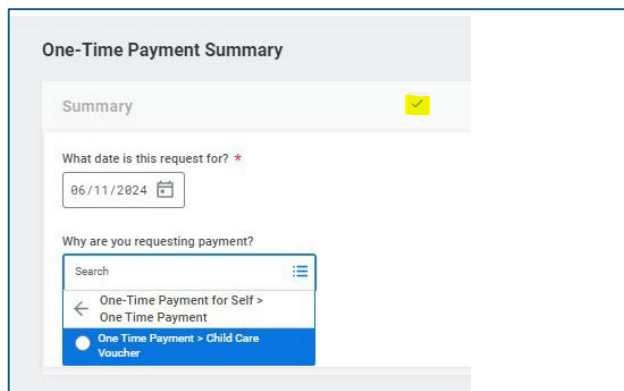 One-Time Payment Summary
Summary
What date is this request for? *
06/11/2024
Why are you requesting payment?
Search
One-Time Payment for Self >
One Time Payment
One Time Payment > Child Care
Voucher